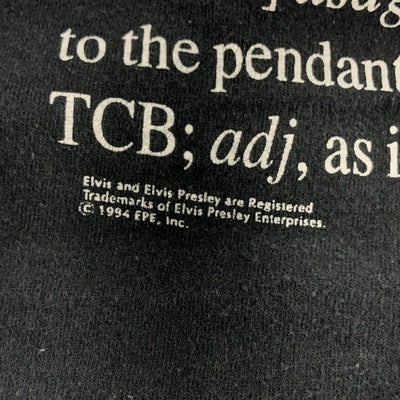 to the pendant
TCB; adj, as i
Elvis and Elvis Presley are Registered
Trademarks of Elvis Presley Enterprises.
© 1994 EPE, Inc.